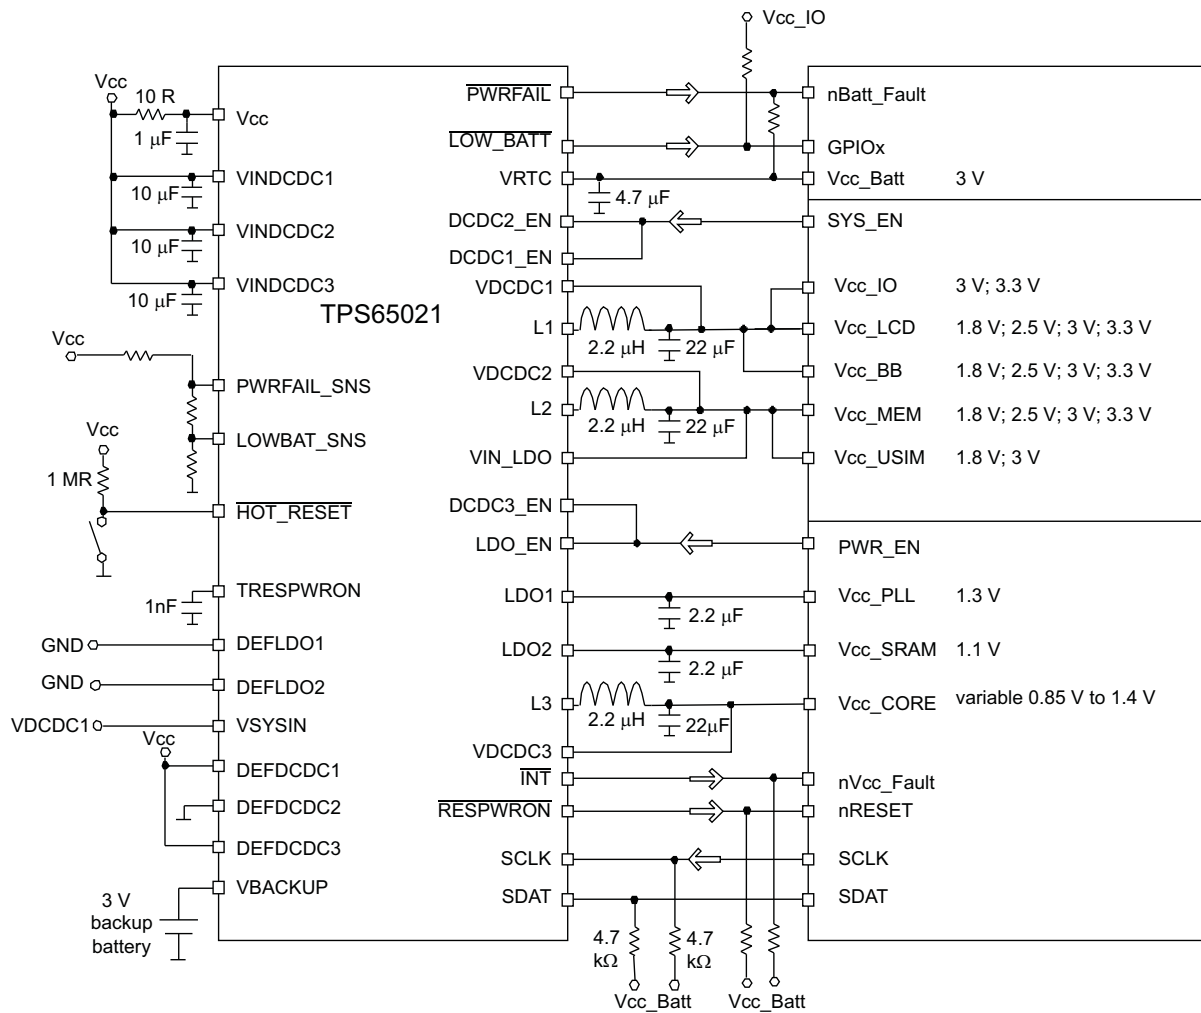 Vcc_IO
Vcc
10 R
1 μF
Vcc
10 μF
VINDCDC1
10 μF
VINDCDC2
10 μF
VINDCDC3
TPS65021
Vcc
PWRFAIL_SNS
LOWBAT_SNS
Vcc
1 MR
HOT_RESET
1nF
TRESPWRON
GND
DEFLDO1
GND
DEFLDO2
VDCDC1
VSYSIN
Vcc
DEFDCDC1
DEFDCDC2
DEFDCDC3
VBACKUP
3 V
backup
battery
PWRFAIL
LOW_BATT
VRTC
4.7 μF
DCDC2_EN
DCDC1_EN
VDCDC1
L1
2.2 μH
22 μF
VDCDC2
L2
2.2 μH
22 μF
VIN_LDO
DCDC3_EN
LDO_EN
LDO1
2.2 μF
LDO2
2.2 μF
L3
2.2 μH
22μF
VDCDC3
INT
RESPWRON
SCLK
SDAT
4.7
kΩ
4.7
kΩ
Vcc_Batt
Vcc_Batt
nBatt_Fault
GPIOx
Vcc_Batt 3 V
SYS_EN
Vcc_IO 3 V; 3.3 V
Vcc_LCD 1.8 V; 2.5 V; 3 V; 3.3 V
Vcc_BB 1.8 V; 2.5 V; 3 V; 3.3 V
Vcc_MEM 1.8 V; 2.5 V; 3 V; 3.3 V
Vcc_USIM 1.8 V; 3 V
PWR_EN
Vcc_PLL 1.3 V
Vcc_SRAM 1.1 V
Vcc_CORE variable 0.85 V to 1.4 V
nVcc_Fault
nRESET
SCLK
SDAT